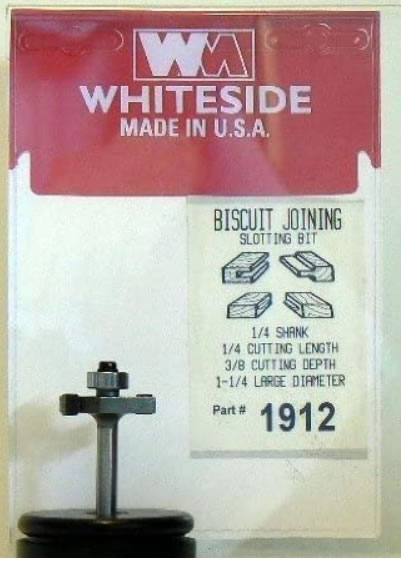 WM
WHITESIDE
MADE IN U.S.A.
BISCUIT JOINING
SLOTTING BIT
1/4 SHANK
1/4 CUTTING LENGTH
3/8 CUTTING DEPTH
1-1/4 LARGE DIAMETER
Part # 1912